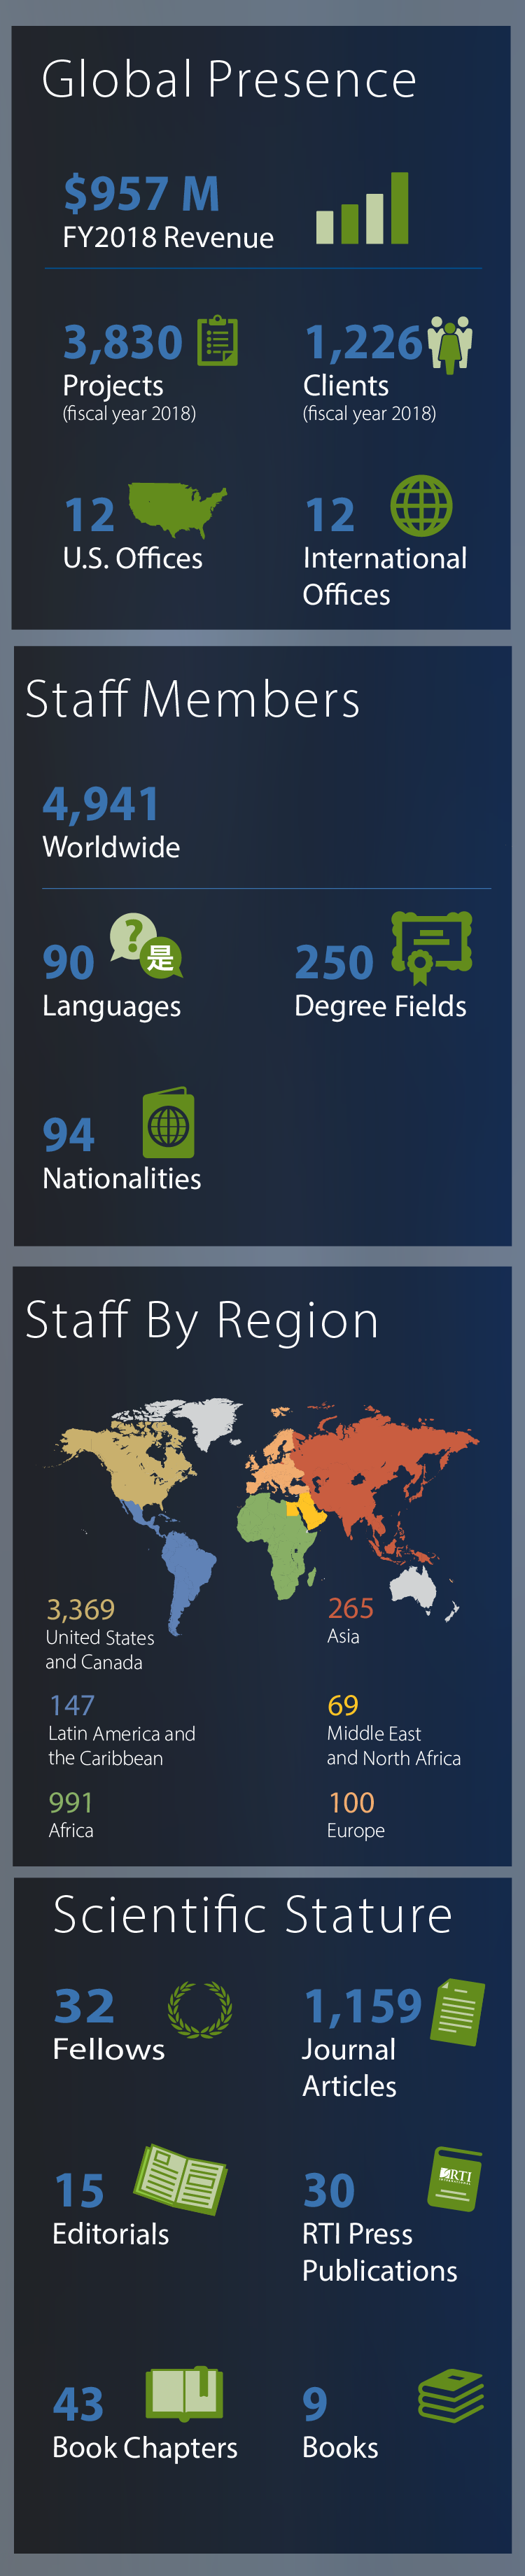 Global Presence
$957 M
FY2018 Revenue
3,830
Projects
(fiscal year 2018)
1,226
Clients
(fiscal year 2018)
12
U.S. Offices
12
International
Offices
Staff Members
4,941
Worldwide
90
?
是
Languages
250
Degree Fields
94
Nationalities
Staff By Region
3,369
United States
and Canada
265
Asia
147
Latin America and
the Caribbean
69
Middle East
and North Africa
991
Africa
100
Europe
Scientific Stature
32
Fellows
1,159
Journal
Articles
15
Editorials
30
RTI
RTI Press
Publications
43
Book Chapters
9
Books